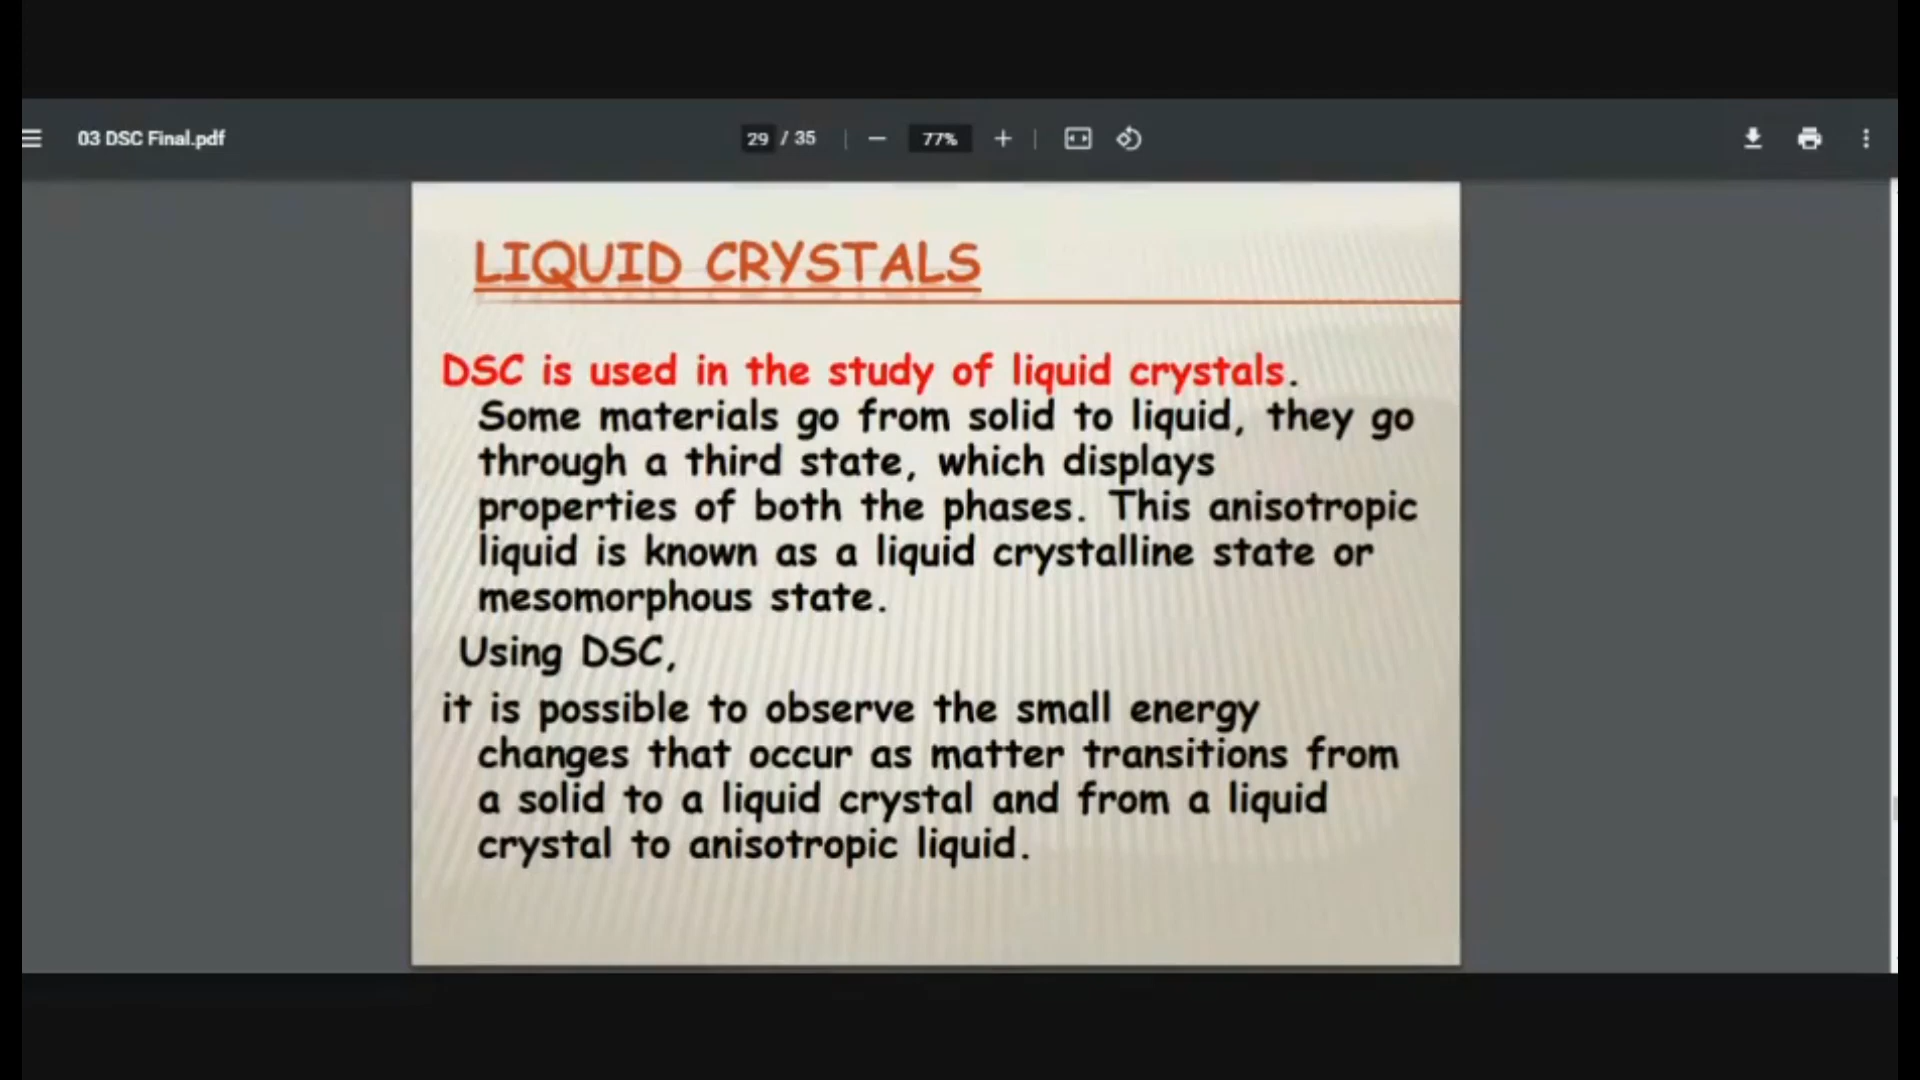 03 DSC Final.pdf
29 / 35
77%
LIQUID CRYSTALS
DSC is used in the study of liquid crystals.
Some materials go from solid to liquid, they go
through a third state, which displays
properties of both the phases. This anisotropic
liquid is known as a liquid crystalline state or
mesomorphous state.
Using DSC,
it is possible to observe the small energy
changes that occur as matter transitions from
a solid to a liquid crystal and from a liquid
crystal to anisotropic liquid.